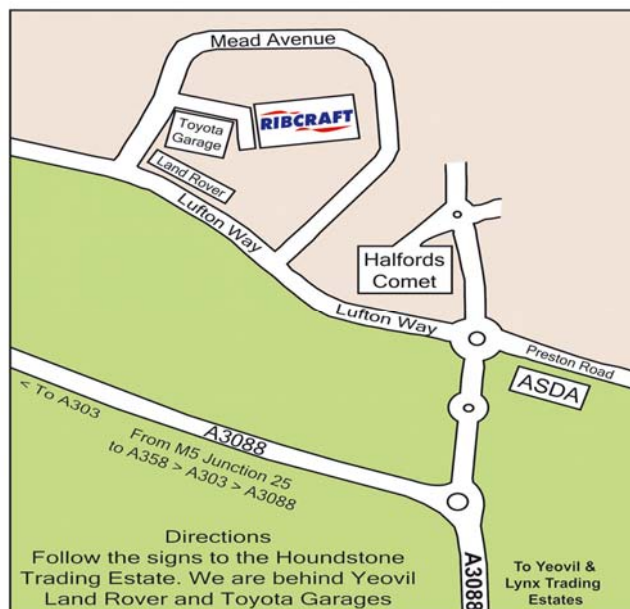 Mead Avenue
Toyota
Garage
RIBCRAFT
Land Rover
Lufton Way
Halfords
Comet
Lufton Way
Preston Road
ASDA
< To A303
A3088
From M5 Junction 25
to A358 > A303 > A3088
Directions
Follow the signs to the Houndstone
Trading Estate. We are behind Yeovil
Land Rover and Toyota Garages
A3088
To Yeovil &
Lynx Trading
Estates